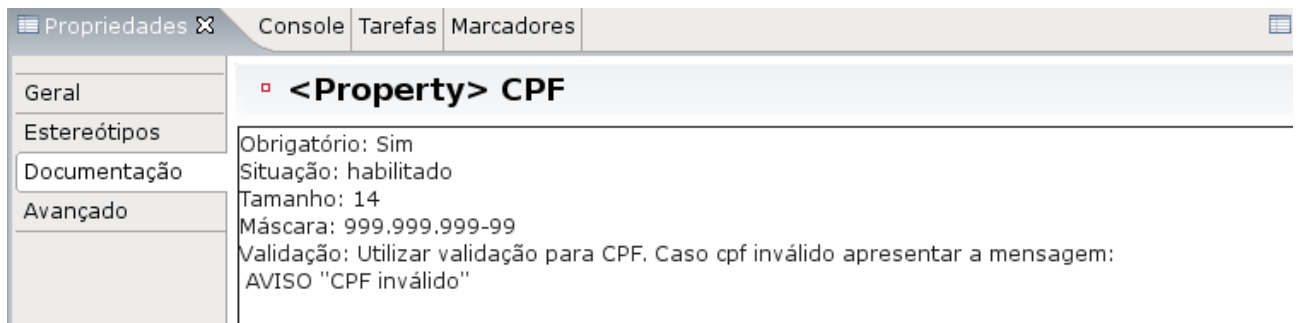 Propriedades
Console
Tarefas
Marcadores
Geral
Estereótipos
Documentação
Avançado
<Property> CPF
Obrigatório: Sim
Situação: habilitado
Tamanho: 14
Máscara: 999.999.999-99
Validação: Utilizar validação para CPF. Caso cpf inválido apresentar a mensagem:
AVISO "CPF inválido"